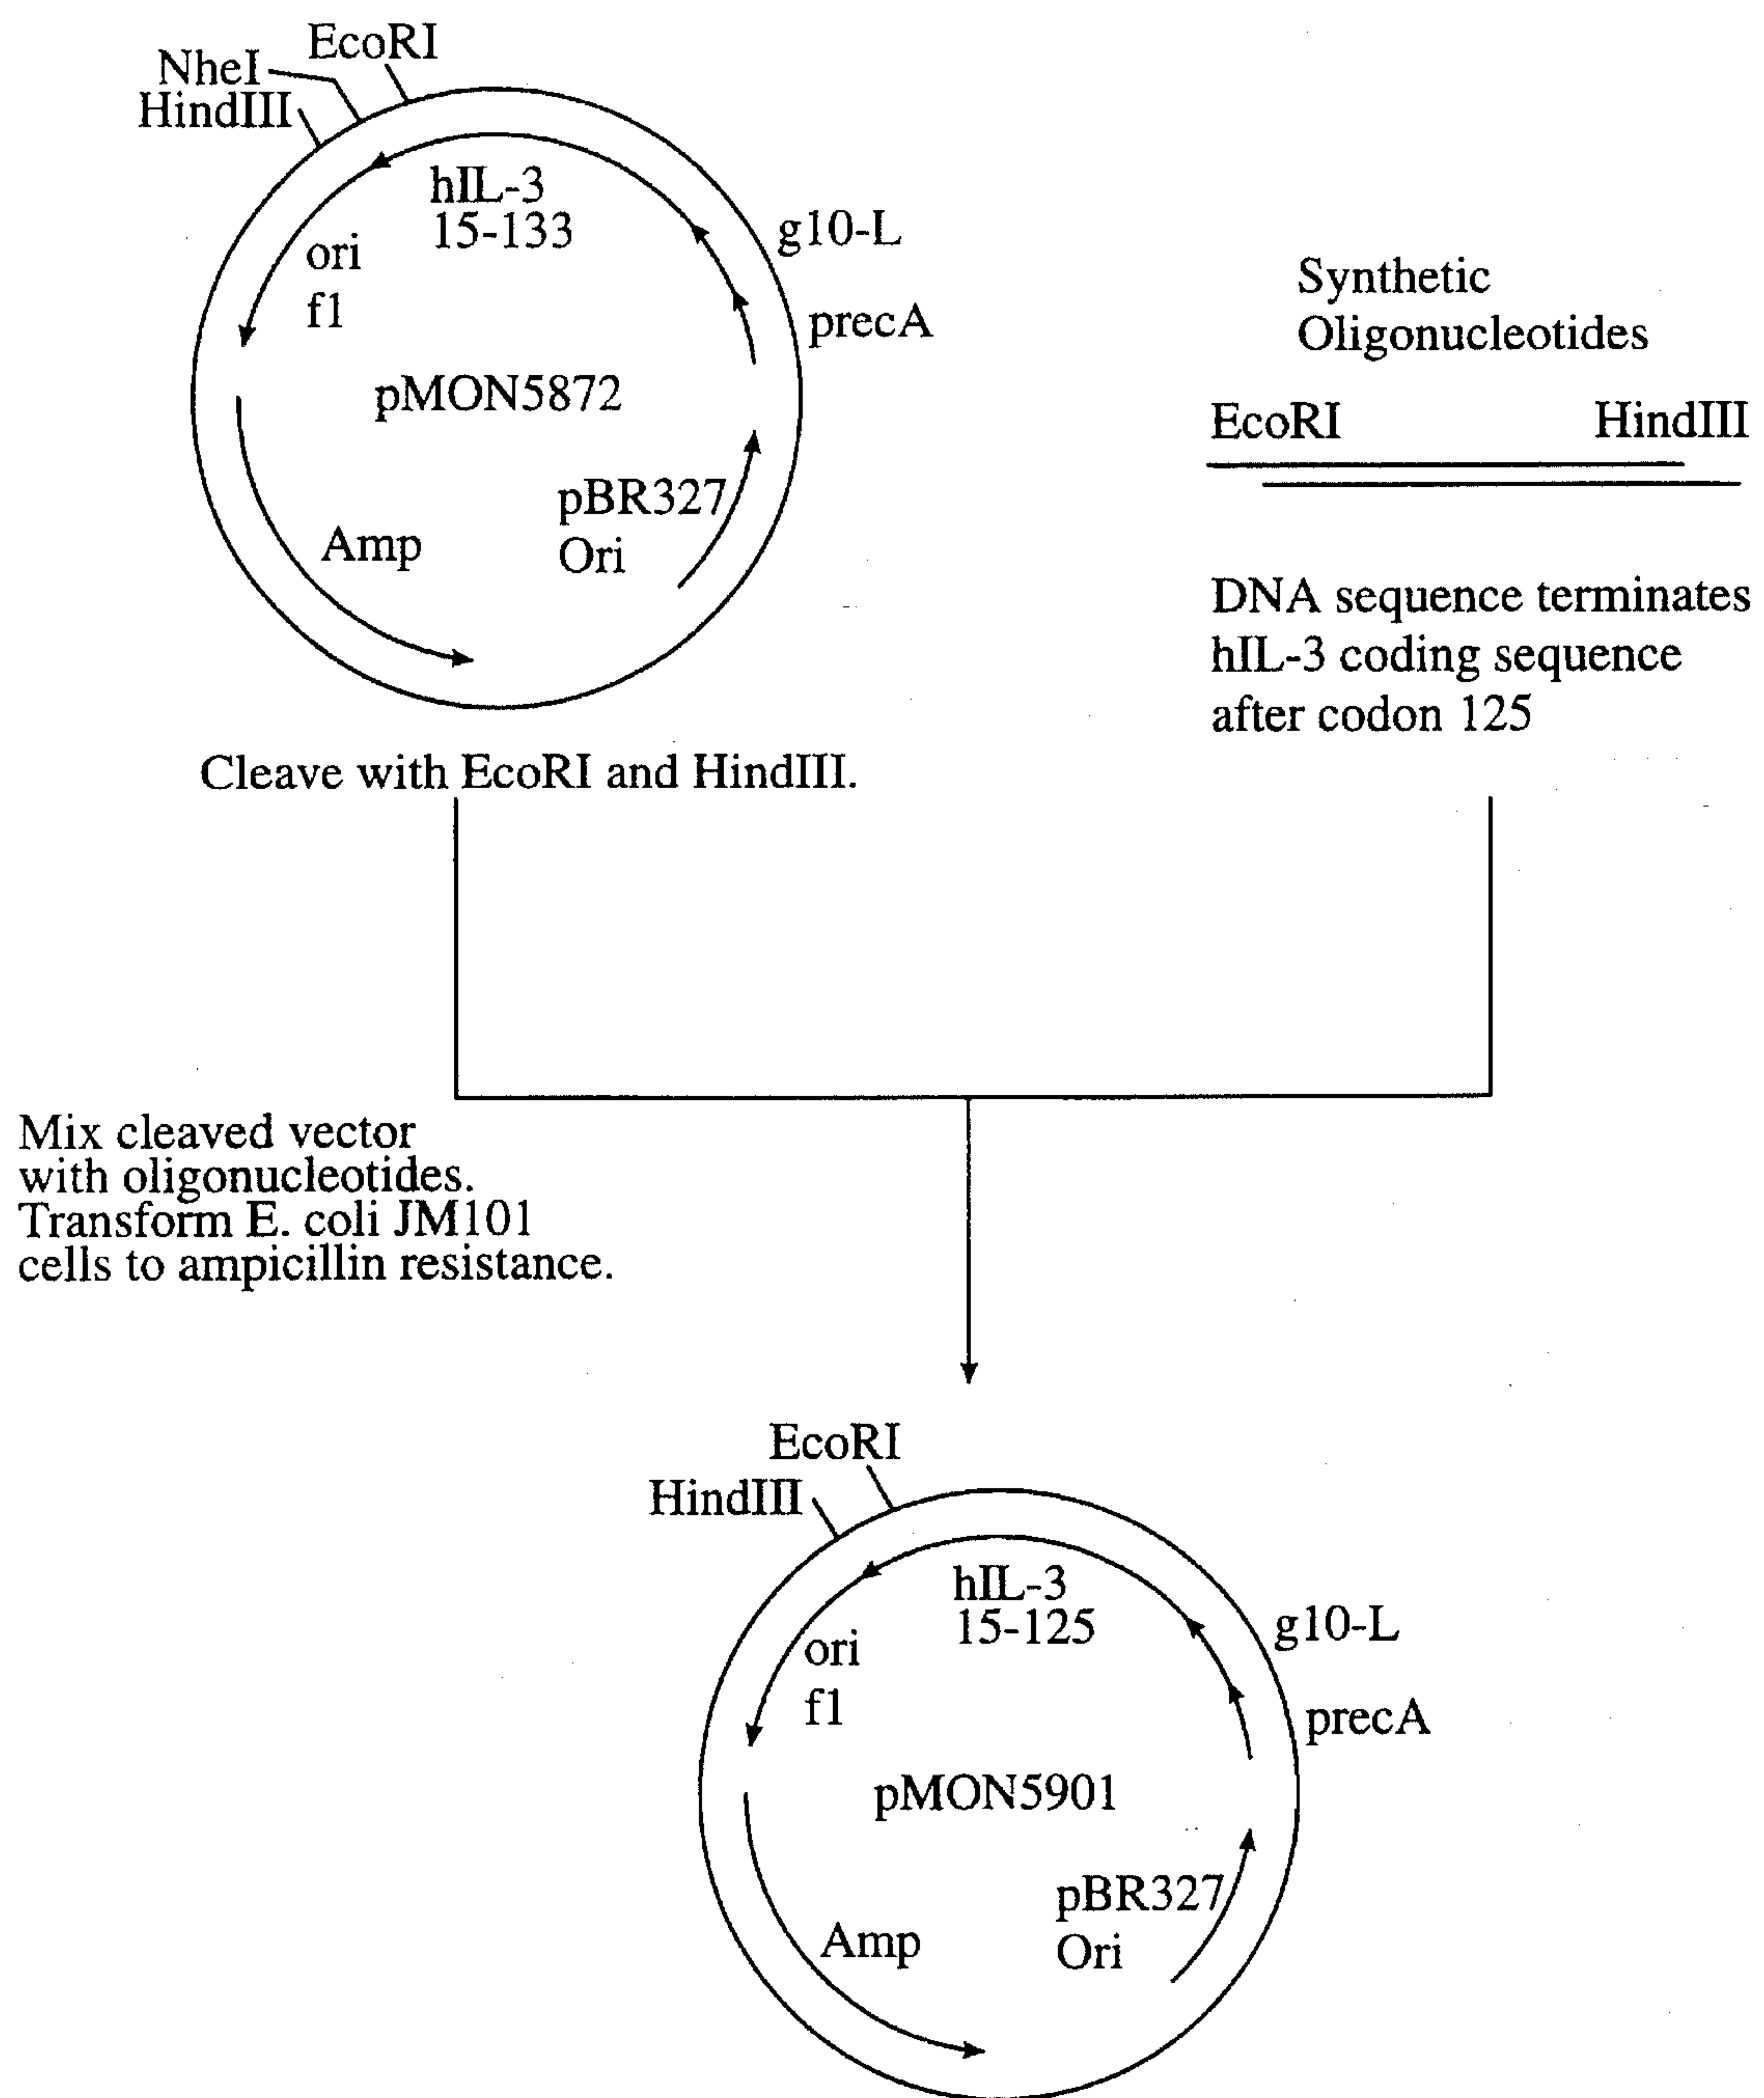 EcoRI
NheI
HindIII
hIL-3
15-133
g10-L
ori
f1
precA
pMON5872
pBR327
Ori
Amp
Synthetic
Oligonucleotides
EcoRI HindIII
DNA sequence terminates
hIL-3 coding sequence
after codon 125
Cleave with EcoRI and HindIII.
Mix cleaved vector
with oligonucleotides.
Transform E. coli JM101
cells to ampicillin resistance.
EcoRI
HindIII
hIL-3
15-125
g10-L
ori
f1
precA
pMON5901
pBR327
Ori
Amp